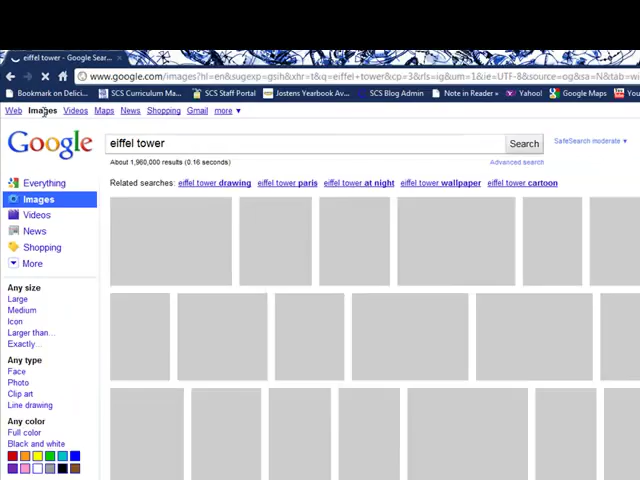 eiffel tower - Google Sear...
www.google.com/images?hl=en&sugexp=gsih&xhr=t&q=eiffel+tower&cp=3&rls=ig&um=1&ie=UTF-8&source=og&sa=N&tab=wi
Bookmark on Delici... SCS Curriculum Ma... SCS Staff Portal Jostens Yearbook Av... SCS Blog Admin Note in Reader » Yahoo! Google Maps You
Web Images Videos Maps News Shopping Gmail more ▼
Google eiffel tower Search SafeSearch moderate ▼
About 1,960,000 results (0.16 seconds) Advanced search
Related searches: eiffel tower drawing eiffel tower paris eiffel tower at night eiffel tower wallpaper eiffel tower cartoon
Everything
Images
Videos
News
Shopping
More
Any size
Large
Medium
Icon
Larger than...
Exactly...
Any type
Face
Photo
Clip art
Line drawing
Any color
Full color
Black and white